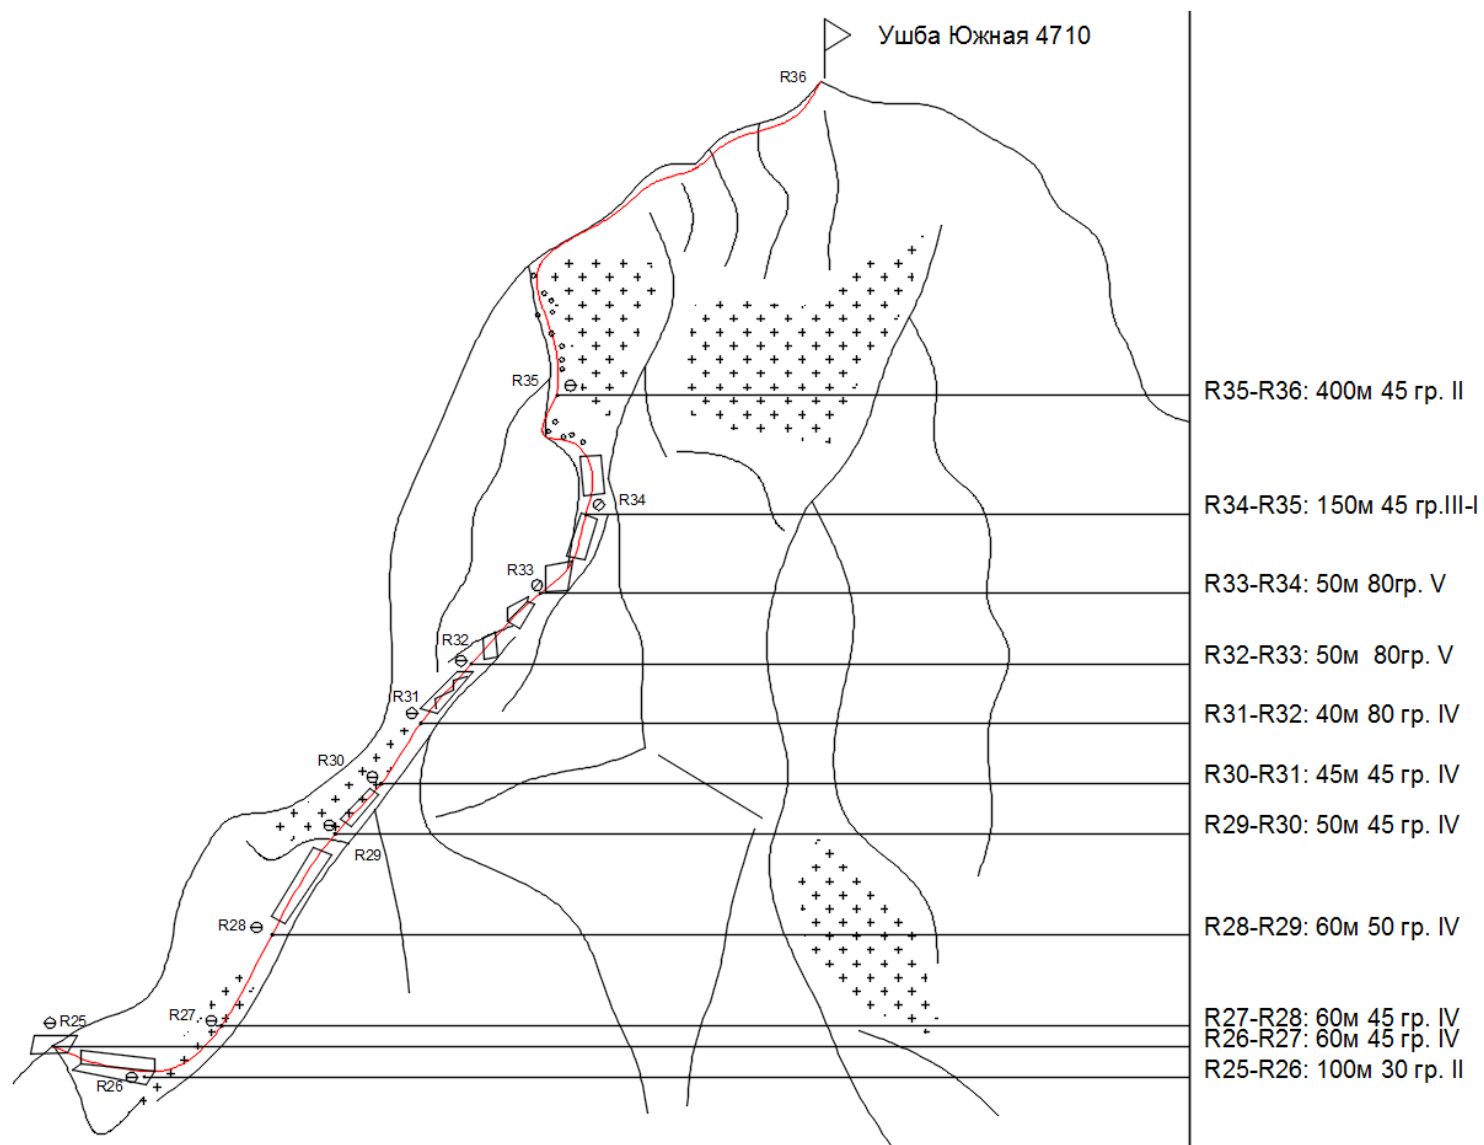 Ушба Южная 4710
R36
R35
R35-R36: 400м 45 гр. II
R34
R34-R35: 150м 45 гр.III-I
R33
R33-R34: 50м 80гр. V
R32
R32-R33: 50м  80гр. V
R31
R31-R32: 40м 80 гр. IV
R30
R30-R31: 45м 45 гр. IV
R29-R30: 50м 45 гр. IV
R29
R28
R28-R29: 60м 50 гр. IV
R27
R25
R27-R28: 60м 45 гр. IV
R26-R27: 60м 45 гр. IV
R26
R25-R26: 100м 30 гр. II